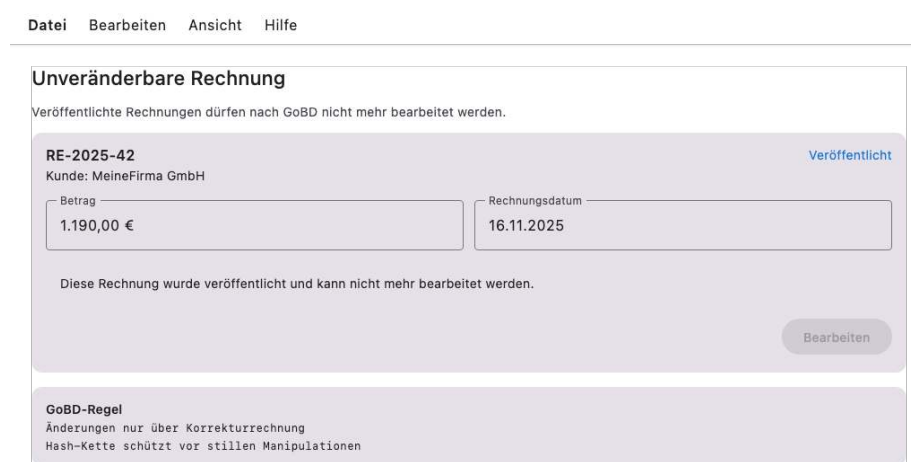 Datei Bearbeiten Ansicht Hilfe
Unveränderbare Rechnung
Veröffentlichte Rechnungen dürfen nach GoBD nicht mehr bearbeitet werden.
RE-2025-42 Veröffentlicht
Kunde: MeineFirma GmbH
Betrag Rechnungsdatum
1.190,00 € 16.11.2025
Diese Rechnung wurde veröffentlicht und kann nicht mehr bearbeitet werden.
Bearbeiten
GoBD-Regel
Änderungen nur über Korrekturrechnung
Hash-Kette schützt vor stillen Manipulationen